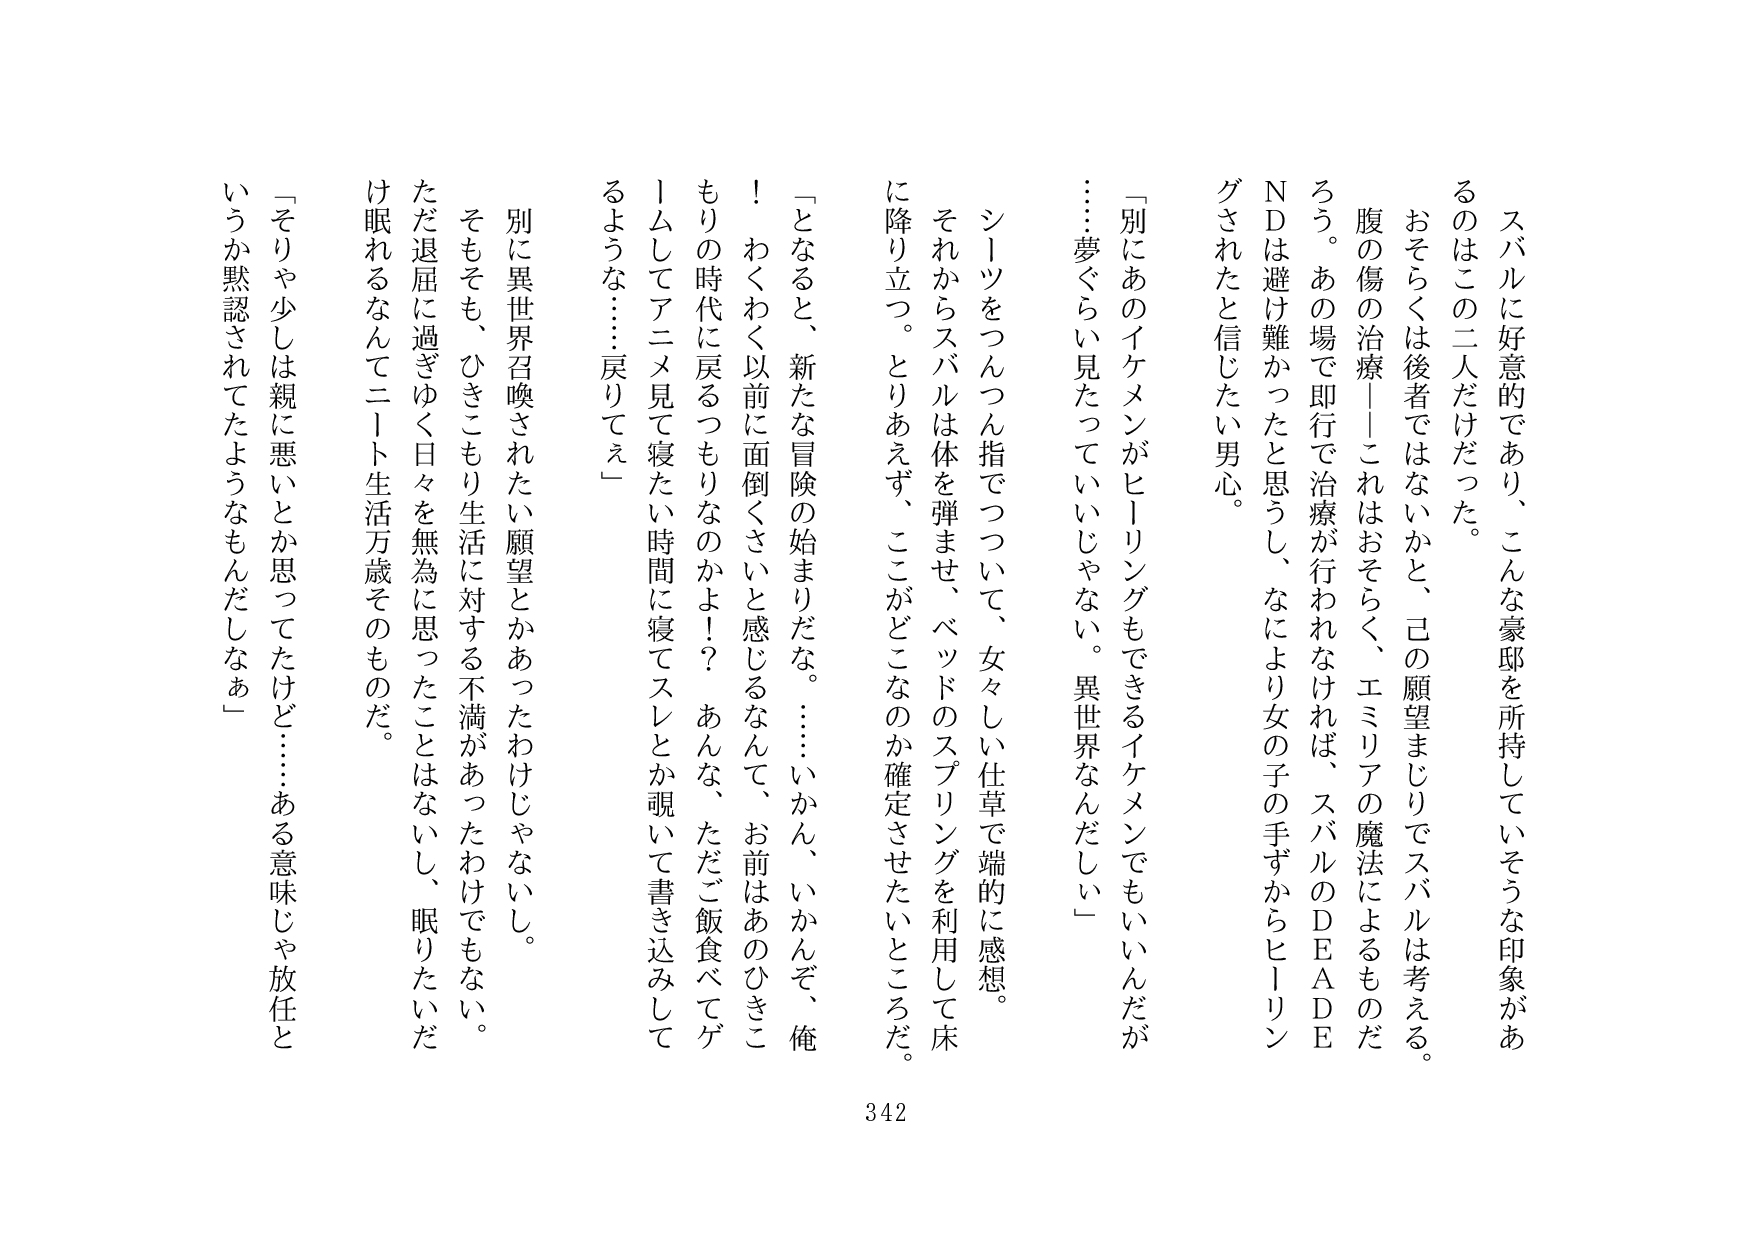 スバルに好意的であり、こんな豪邸を所持していそうな印象があ
るのはこの二人だけだった。
　おそらくは後者ではないかと、己の願望まじりでスバルは考える。
　腹の傷の治療――これはおそらく、エミリアの魔法によるものだ
ろう。あの場で即行で治療が行われなければ、スバルのＤＥＡＤＥ
ＮＤは避け難かったと思うし、なにより女の子の手ずからヒーリン
グされたと信じたい男心。
「別にあのイケメンがヒーリングもできるイケメンでもいいんだが
……夢ぐらい見たっていいじゃない。異世界なんだしぃ」
　シーツをつんつん指でつついて、女々しい仕草で端的に感想。
　それからスバルは体を弾ませ、ベッドのスプリングを利用して床
に降り立つ。とりあえず、ここがどこなのか確定させたいところだ。
「となると、新たな冒険の始まりだな。……いかん、いかんぞ、俺
！　わくわく以前に面倒くさいと感じるなんて、お前はあのひきこ
もりの時代に戻るつもりなのかよ！？　あんな、ただご飯食べてゲ
ームしてアニメ見て寝たい時間に寝てスレとか覗いて書き込みして
るような……戻りてぇ」
　別に異世界召喚されたい願望とかあったわけじゃないし。
　そもそも、ひきこもり生活に対する不満があったわけでもない。
ただ退屈に過ぎゆく日々を無為に思ったことはないし、眠りたいだ
け眠れるなんてニート生活万歳そのものだ。
「そりゃ少しは親に悪いとか思ってたけど……ある意味じゃ放任と
いうか黙認されてたようなもんだしなぁ」
342